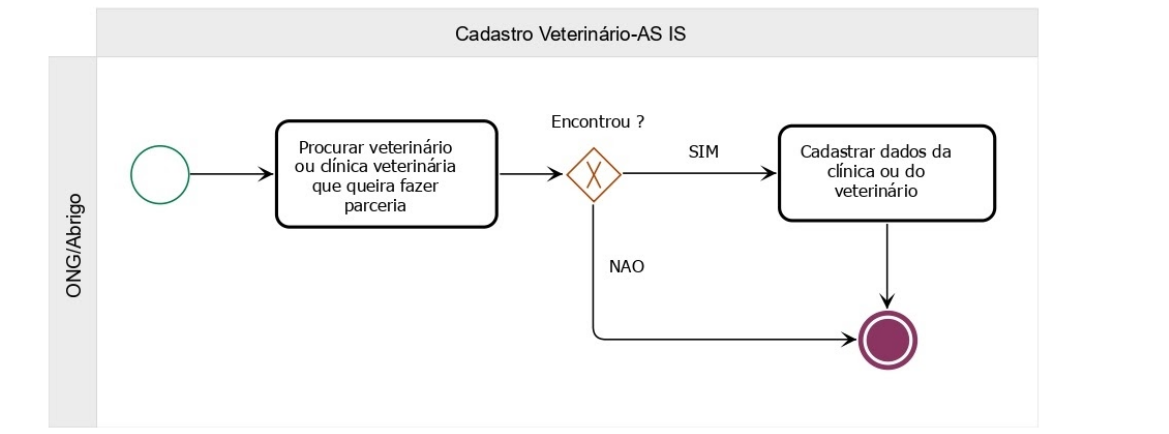 Cadastro Veterinário-AS IS
ONG/Abrigo
Procurar veterinário
ou clínica veterinária
que queira fazer
parceria
Encontrou ?
SIM
NAO
Cadastrar dados da
clínica ou do
veterinário